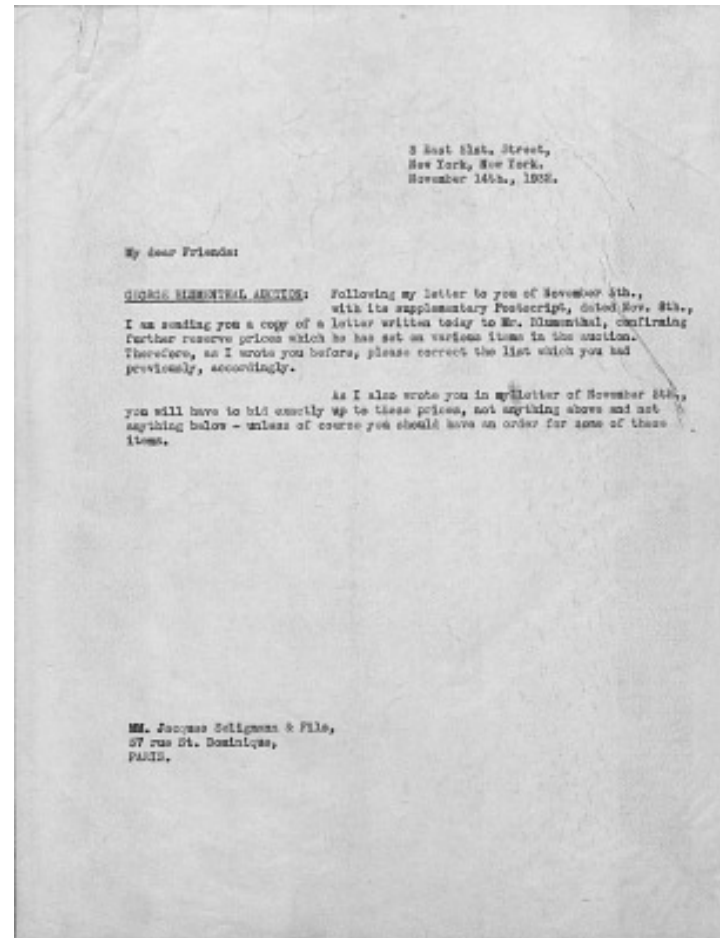 3 East 51st. Street,
New York, New York.
November 14th., 1932.
My dear Friends:
GEORGE BLUMENTHAL AUCTION: Following my letter to you of November 5th.,
with its supplementary Postscript, dated Nov. 8th.,
I am sending you a copy of a letter written today to Mr. Blumenthal, confirming
further reserve prices which he has set on various items in the auction.
Therefore, as I wrote you before, please correct the list which you had
previously, accordingly.
As I also wrote you in my letter of November 5th.,
you will have to bid exactly up to these prices, not anything above and not
anything below - unless of course you should have an order for some of these
items.
MM. Jacques Seligmann & Fils,
57 rue St. Dominique,
PARIS.